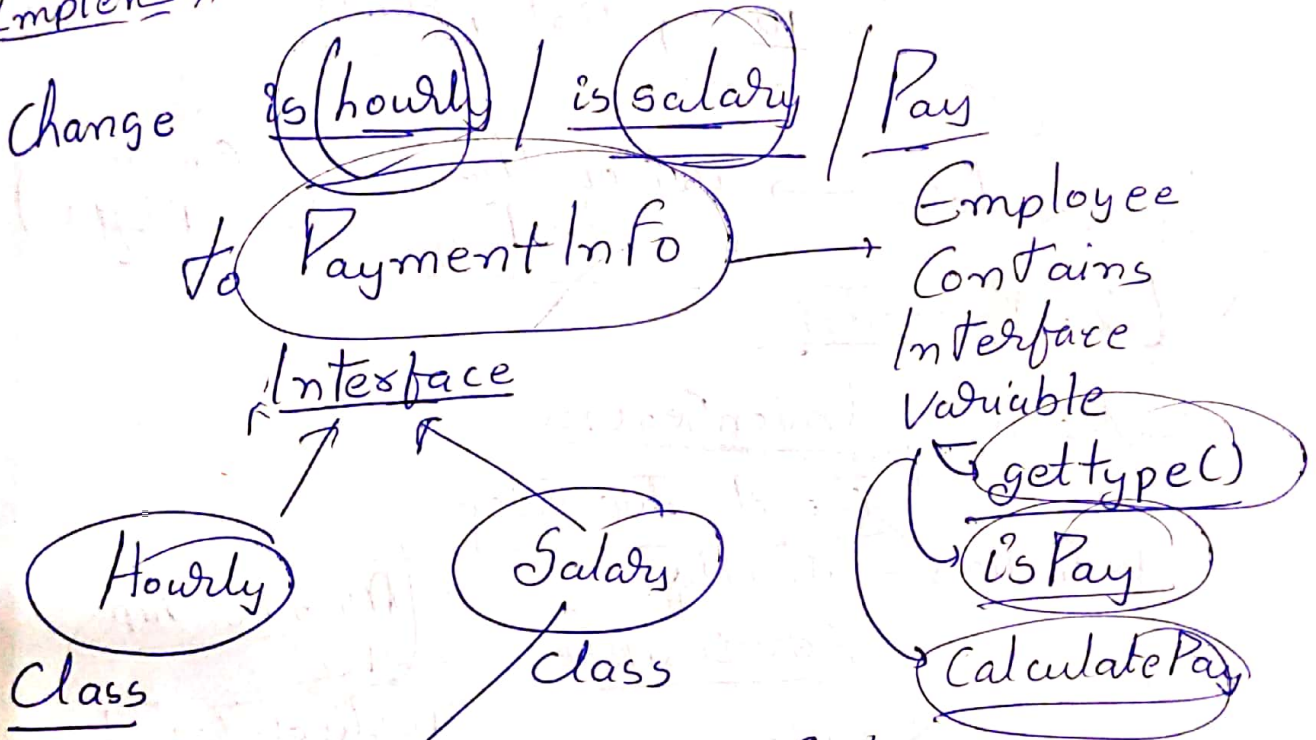 Change is hourly / is salary / Pay
to PaymentInfo
Employee
Contains
Interface
variable
Interface
gettype()
isPay
CalculatePay
Hourly
Class
Salary
Class